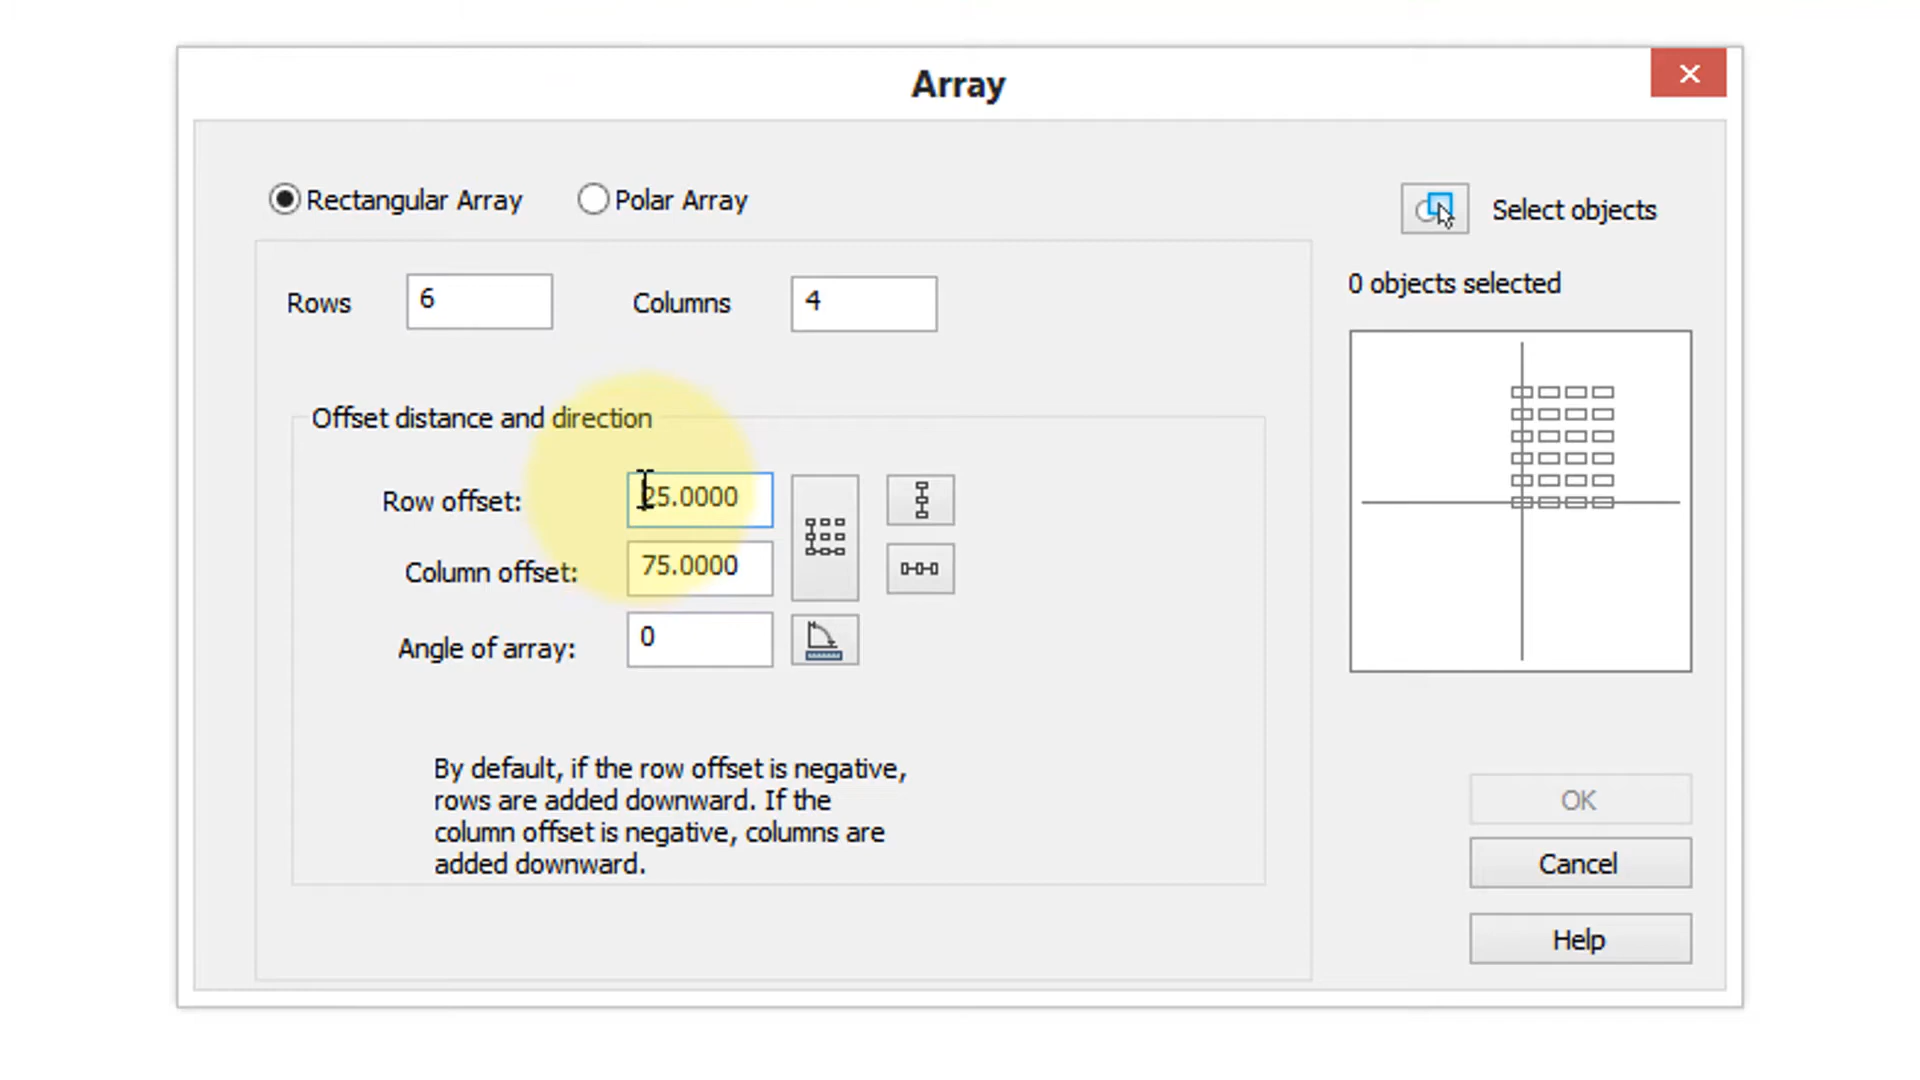 Array
Rectangular Array
Polar Array
Select objects
Rows
6
Columns
4
0 objects selected
Offset distance and direction
Row offset:
25.0000
Column offset:
75.0000
Angle of array:
0
By default, if the row offset is negative,
rows are added downward. If the
column offset is negative, columns are
added downward.
OK
Cancel
Help